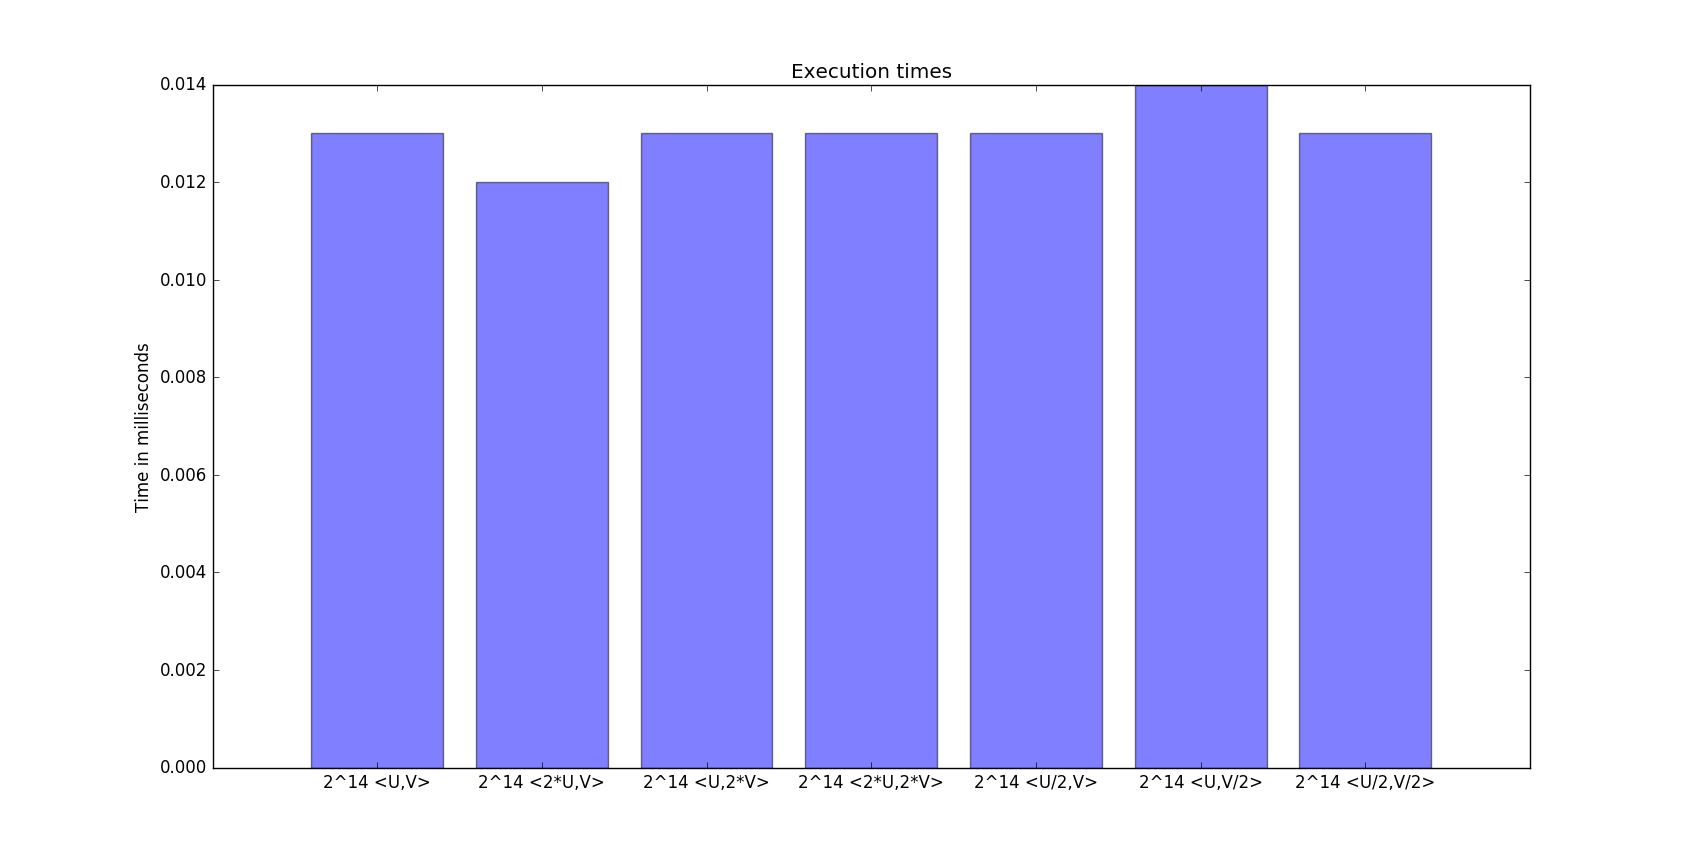 Execution times
0.014
0.012
0.010
0.008
0.006
0.004
0.002
0.000
Time in milliseconds
2^14 <U,V>
2^14 <2*U,V>
2^14 <U,2*V>
2^14 <2*U,2*V>
2^14 <U/2,V>
2^14 <U,V/2>
2^14 <U/2,V/2>